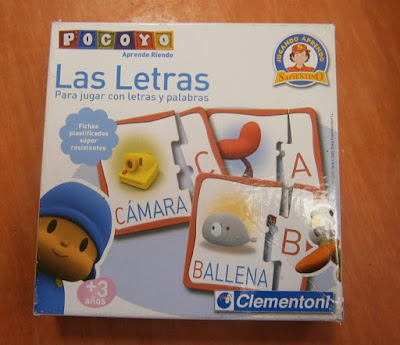 POCOYO
Aprende Riendo
JUGANDO APRENDO
SAPIENTINO
Las Letras
Para jugar con letras y palabras
Fichas
plastificadas
súper
resistentes
C
A
CÁMARA
B
BALLENA
+3
años
Clementoni